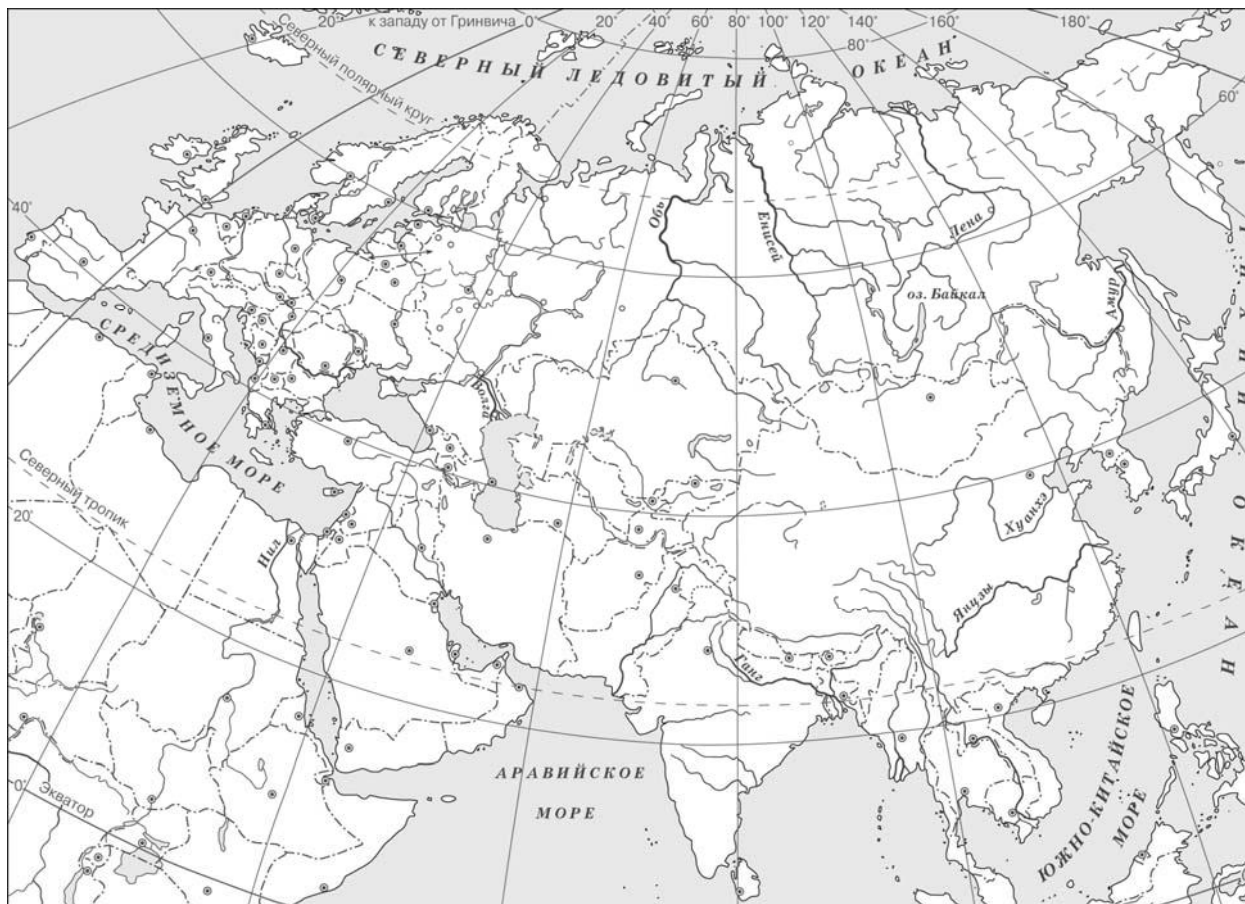 20° к западу от Гринвича 0° 20° 40° 60° 80° 100° 120° 140° 160° 180°
80°
60°
СЕВЕРНЫЙ ЛЕДОВИТЫЙ ОКЕАН
Северный полярный круг
40°
Обь
Енисей
Лена
оз. Байкал
Амур
СРЕДИЗЕМНОЕ МОРЕ
Волга
Северный тропик
20°
Нил
Хуанхэ
Янцзы
Ганг
ТИХИЙ ОКЕАН
АРАВИЙСКОЕ
МОРЕ
ЮЖНО-КИТАЙСКОЕ
МОРЕ
0°
Экватор